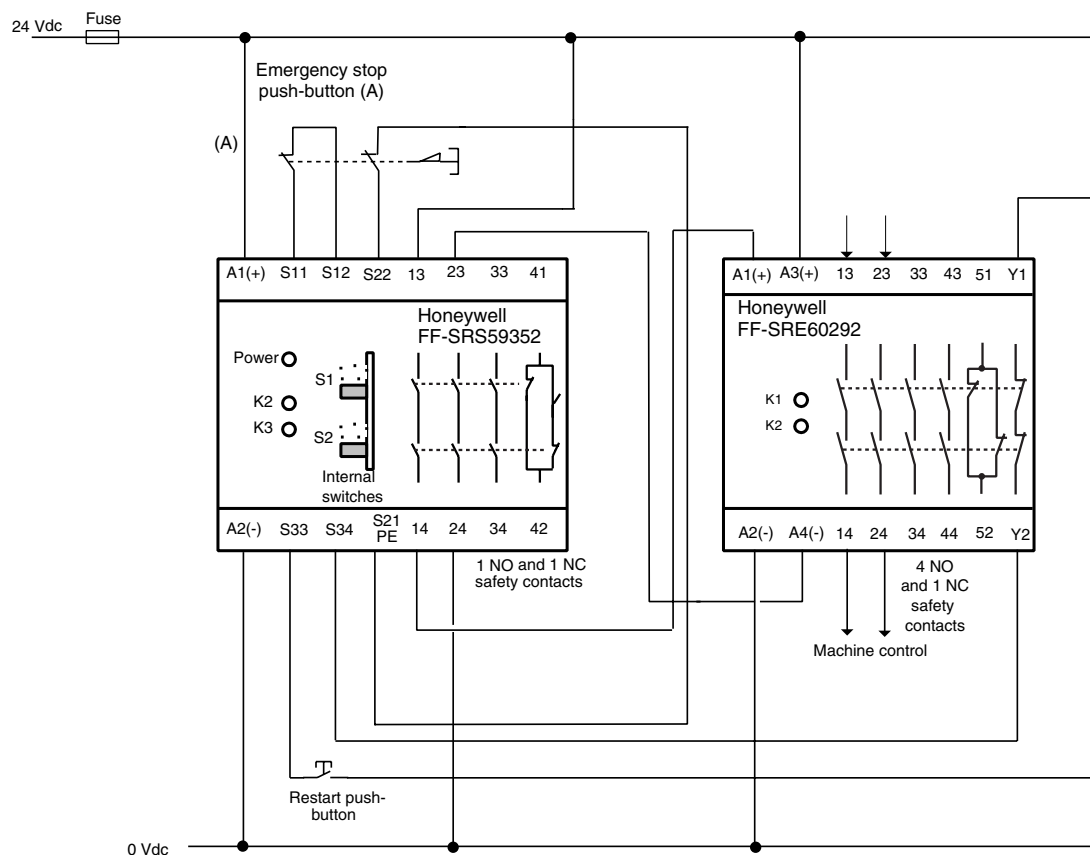 24 Vdc
Fuse
Emergency stop
push-button (A)
(A)
A1(+) S11 S12 S22 13 23 33 41
Honeywell
FF-SRS59352
Power
S1
K2
K3
S2
Internal
switches
A2(-) S33 S34 S21 PE 14 24 34 42
1 NO and 1 NC
safety contacts
A1(+) A3(+) 13 23 33 43 51 Y1
Honeywell
FF-SRE60292
K1
K2
A2(-) A4(-) 14 24 34 44 52 Y2
4 NO
and 1 NC
safety
contacts
Machine control
Restart push-
button
0 Vdc